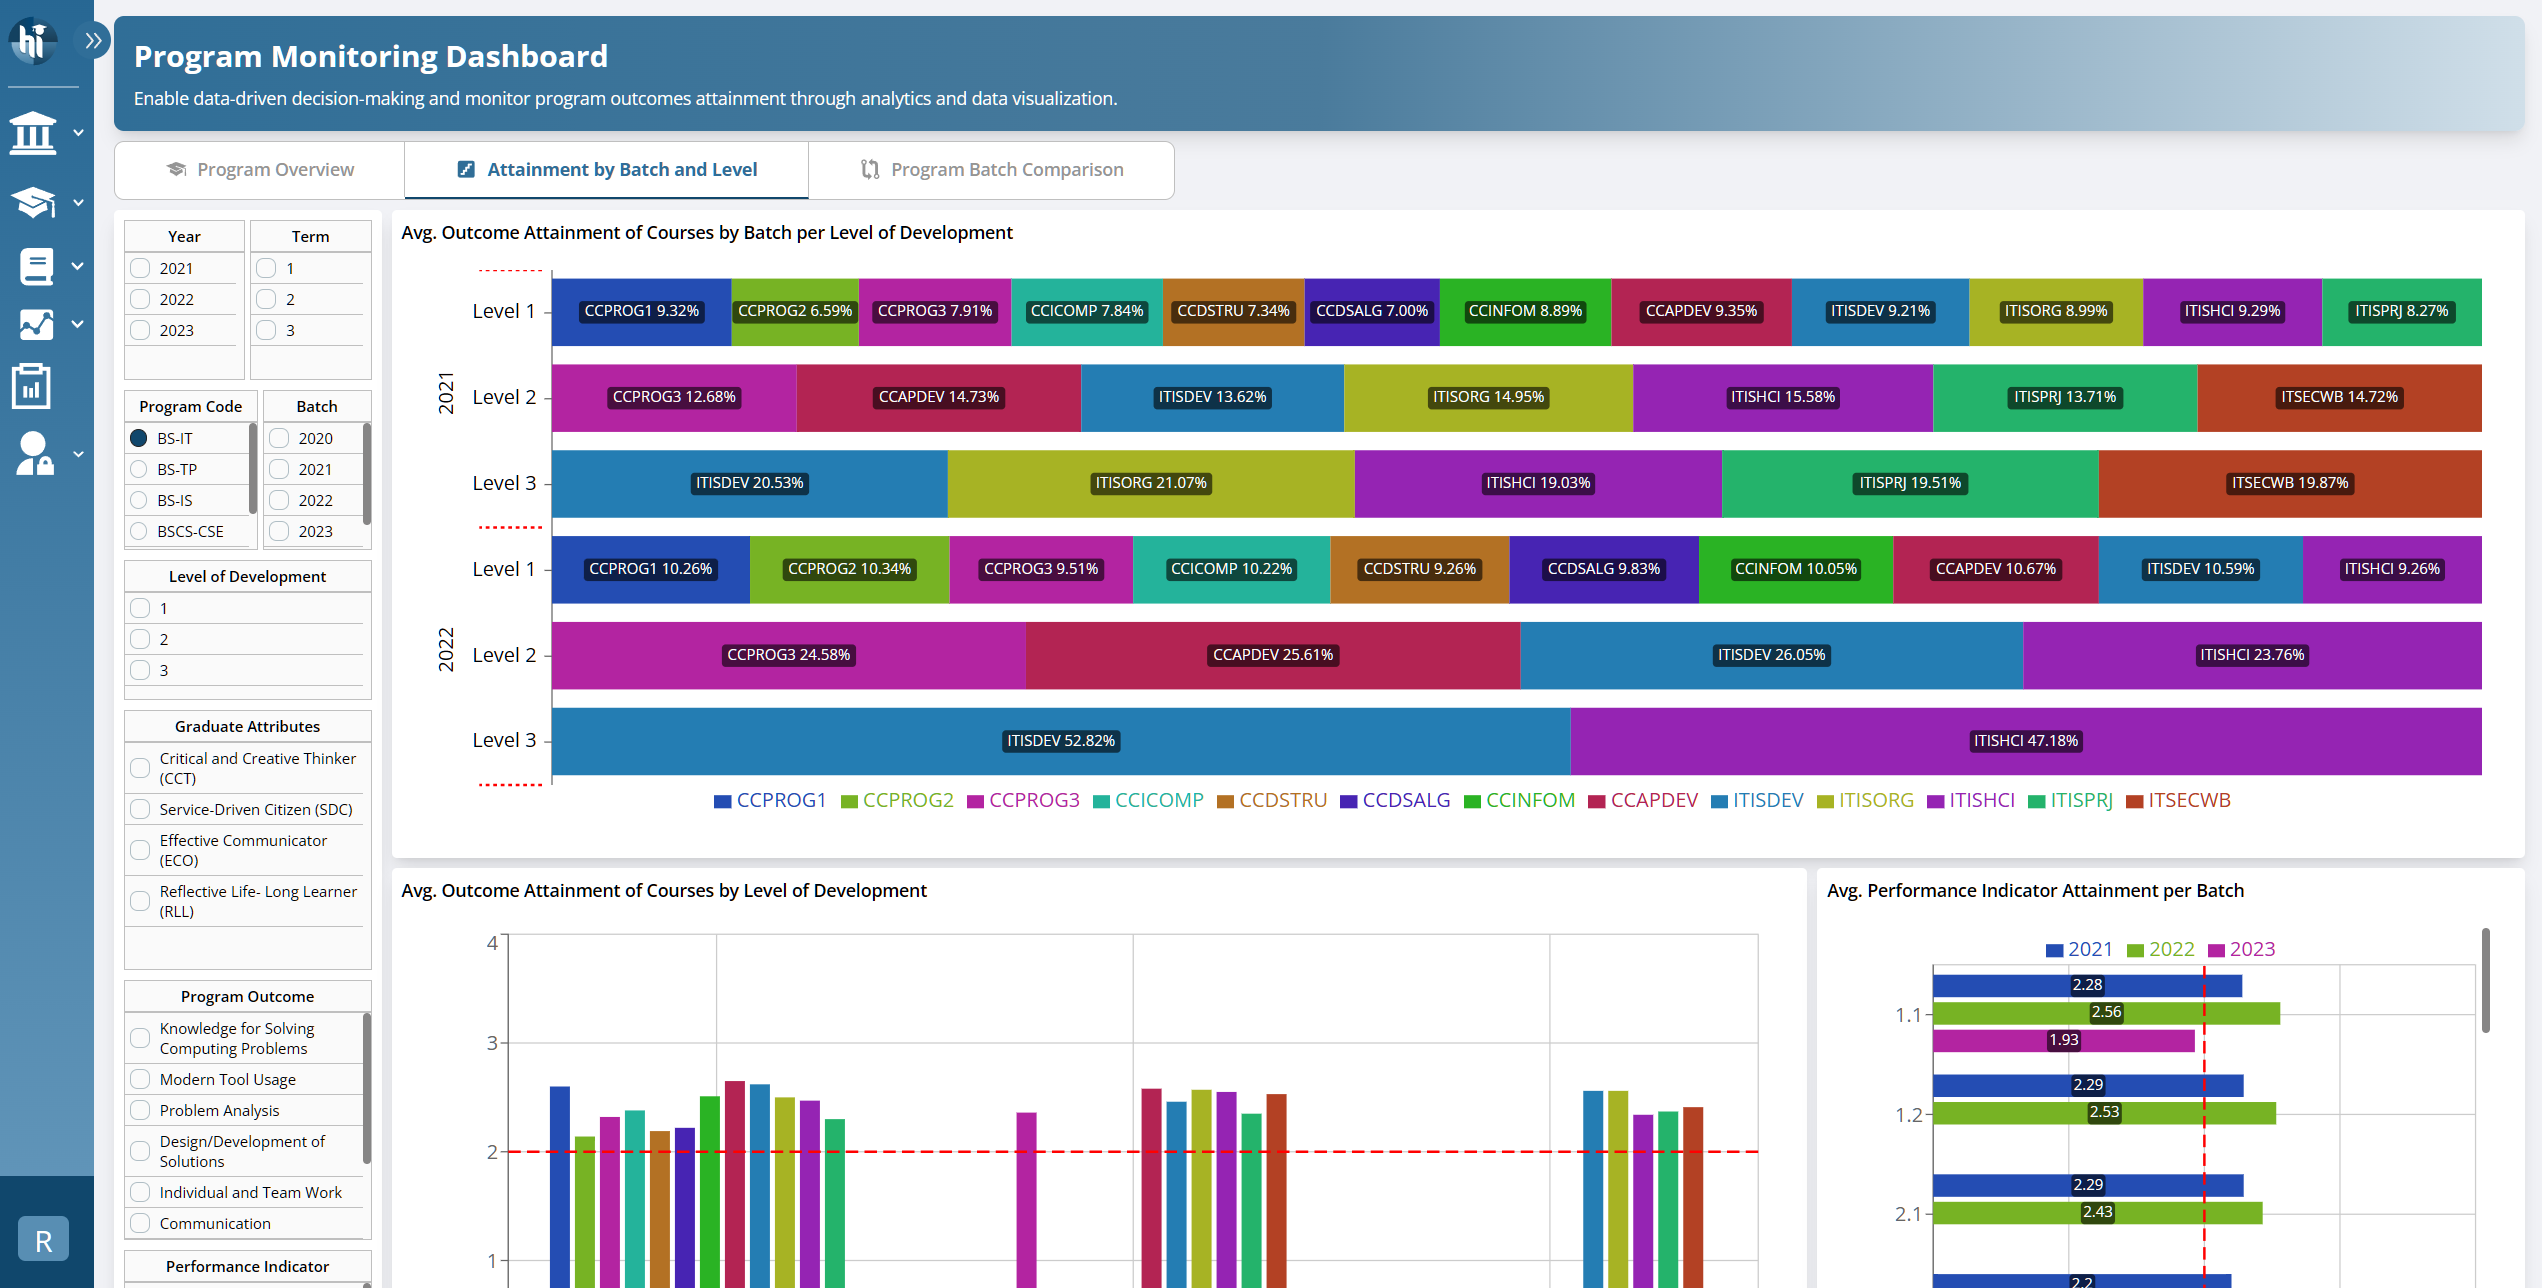 hi
Program Monitoring Dashboard
Enable data-driven decision-making and monitor program outcomes attainment through analytics and data visualization.
Program Overview
Attainment by Batch and Level
Program Batch Comparison
Year
2021
2022
2023
Term
1
2
3
Program Code
BS-IT
BS-TP
BS-IS
BSCS-CSE
Batch
2020
2021
2022
2023
Level of Development
1
2
3
Graduate Attributes
Critical and Creative Thinker
(CCT)
Service-Driven Citizen (SDC)
Effective Communicator
(ECO)
Reflective Life- Long Learner
(RLL)
Program Outcome
Knowledge for Solving
Computing Problems
Modern Tool Usage
Problem Analysis
Design/Development of
Solutions
Individual and Team Work
Communication
Performance Indicator
R
Avg. Outcome Attainment of Courses by Batch per Level of Development
2021
Level 1
CCPROG1 9.32%
CCPROG2 6.59%
CCPROG3 7.91%
CCICOMP 7.84%
CCDSTRU 7.34%
CCDSALG 7.00%
CCINFOM 8.89%
CCAPDEV 9.35%
ITISDEV 9.21%
ITISORG 8.99%
ITISHCI 9.29%
ITISPRJ 8.27%
Level 2
CCPROG3 12.68%
CCAPDEV 14.73%
ITISDEV 13.62%
ITISORG 14.95%
ITISHCI 15.58%
ITISPRJ 13.71%
ITSECWB 14.72%
Level 3
ITISDEV 20.53%
ITISORG 21.07%
ITISHCI 19.03%
ITISPRJ 19.51%
ITSECWB 19.87%
2022
Level 1
CCPROG1 10.26%
CCPROG2 10.34%
CCPROG3 9.51%
CCICOMP 10.22%
CCDSTRU 9.26%
CCDSALG 9.83%
CCINFOM 10.05%
CCAPDEV 10.67%
ITISDEV 10.59%
ITISHCI 9.26%
Level 2
CCPROG3 24.58%
CCAPDEV 25.61%
ITISDEV 26.05%
ITISHCI 23.76%
Level 3
ITISDEV 52.82%
ITISHCI 47.18%
CCPROG1 CCPROG2 CCPROG3 CCICOMP CCDSTRU CCDSALG CCINFOM CCAPDEV ITISDEV ITISORG ITISHCI ITISPRJ ITSECWB
Avg. Outcome Attainment of Courses by Level of Development
4
3
2
1
Avg. Performance Indicator Attainment per Batch
2021 2022 2023
1.1
2.28
2.56
1.93
1.2
2.29
2.53
2.1
2.29
2.43
2.2